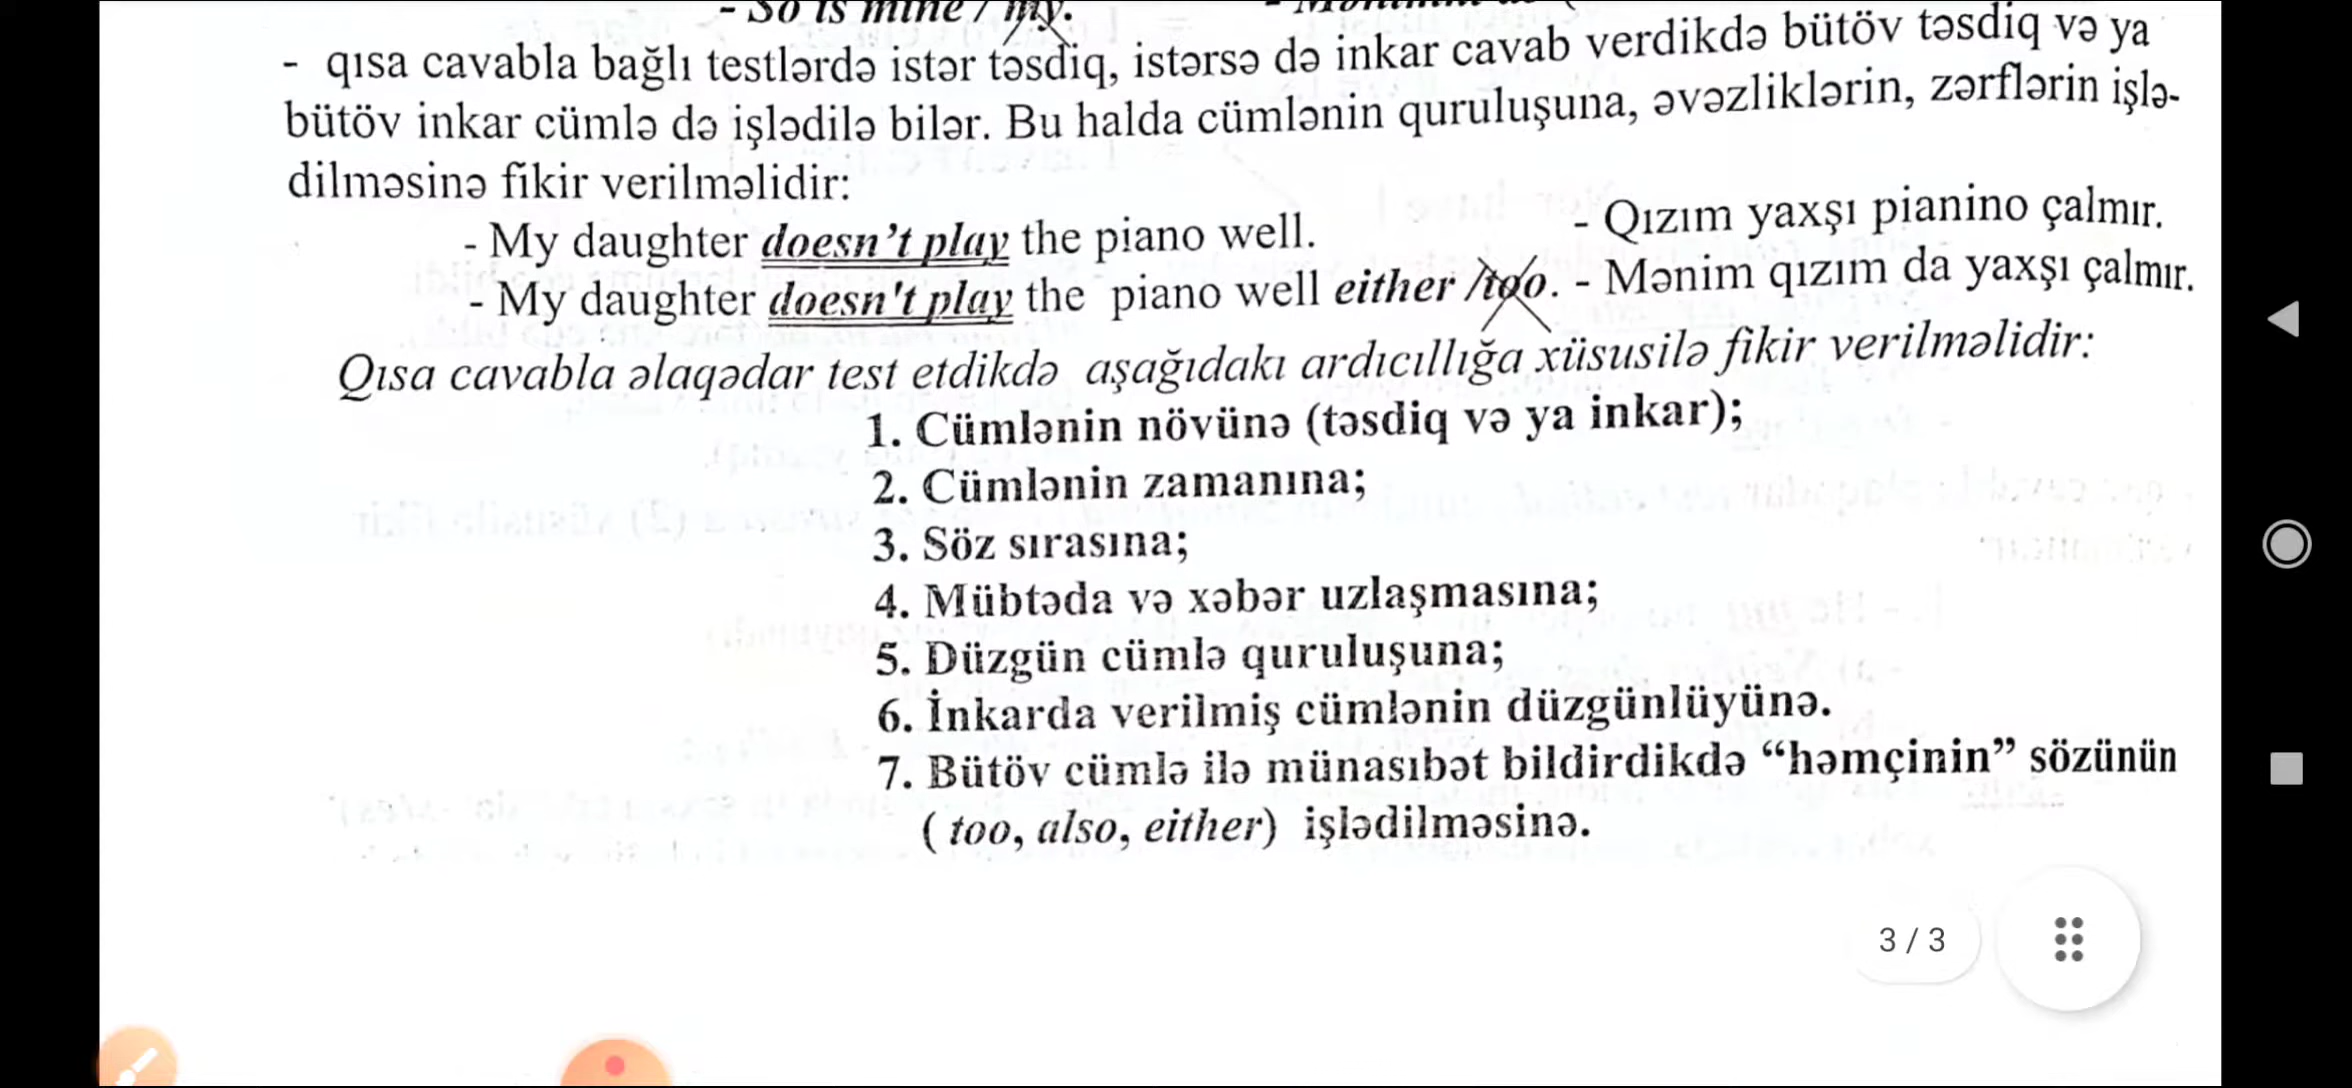 - So is mine / my.
- qısa cavabla bağlı testlərdə istər təsdiq, istərsə də inkar cavab verdikdə bütöv təsdiq və ya
bütöv inkar cümlə də işlədilə bilər. Bu halda cümlənin quruluşuna, əvəzliklərin, zərflərin işlə-
dilməsinə fikir verilməlidir:
- My daughter doesn’t play the piano well. - Qızım yaxşı pianino çalmır.
- My daughter doesn't play the piano well either /too. - Mənim qızım da yaxşı çalmır.
Qısa cavabla əlaqədar test etdikdə aşağıdakı ardıcıllığa xüsusilə fikir verilməlidir:
1. Cümlənin növünə (təsdiq və ya inkar);
2. Cümlənin zamanına;
3. Söz sırasına;
4. Mübtəda və xəbər uzlaşmasına;
5. Düzgün cümlə quruluşuna;
6. İnkarda verilmiş cümlənin düzgünlüyünə.
7. Bütöv cümlə ilə münasıbət bildirdikdə “həmçinin” sözünün
( too, also, either) işlədilməsinə.
3 / 3